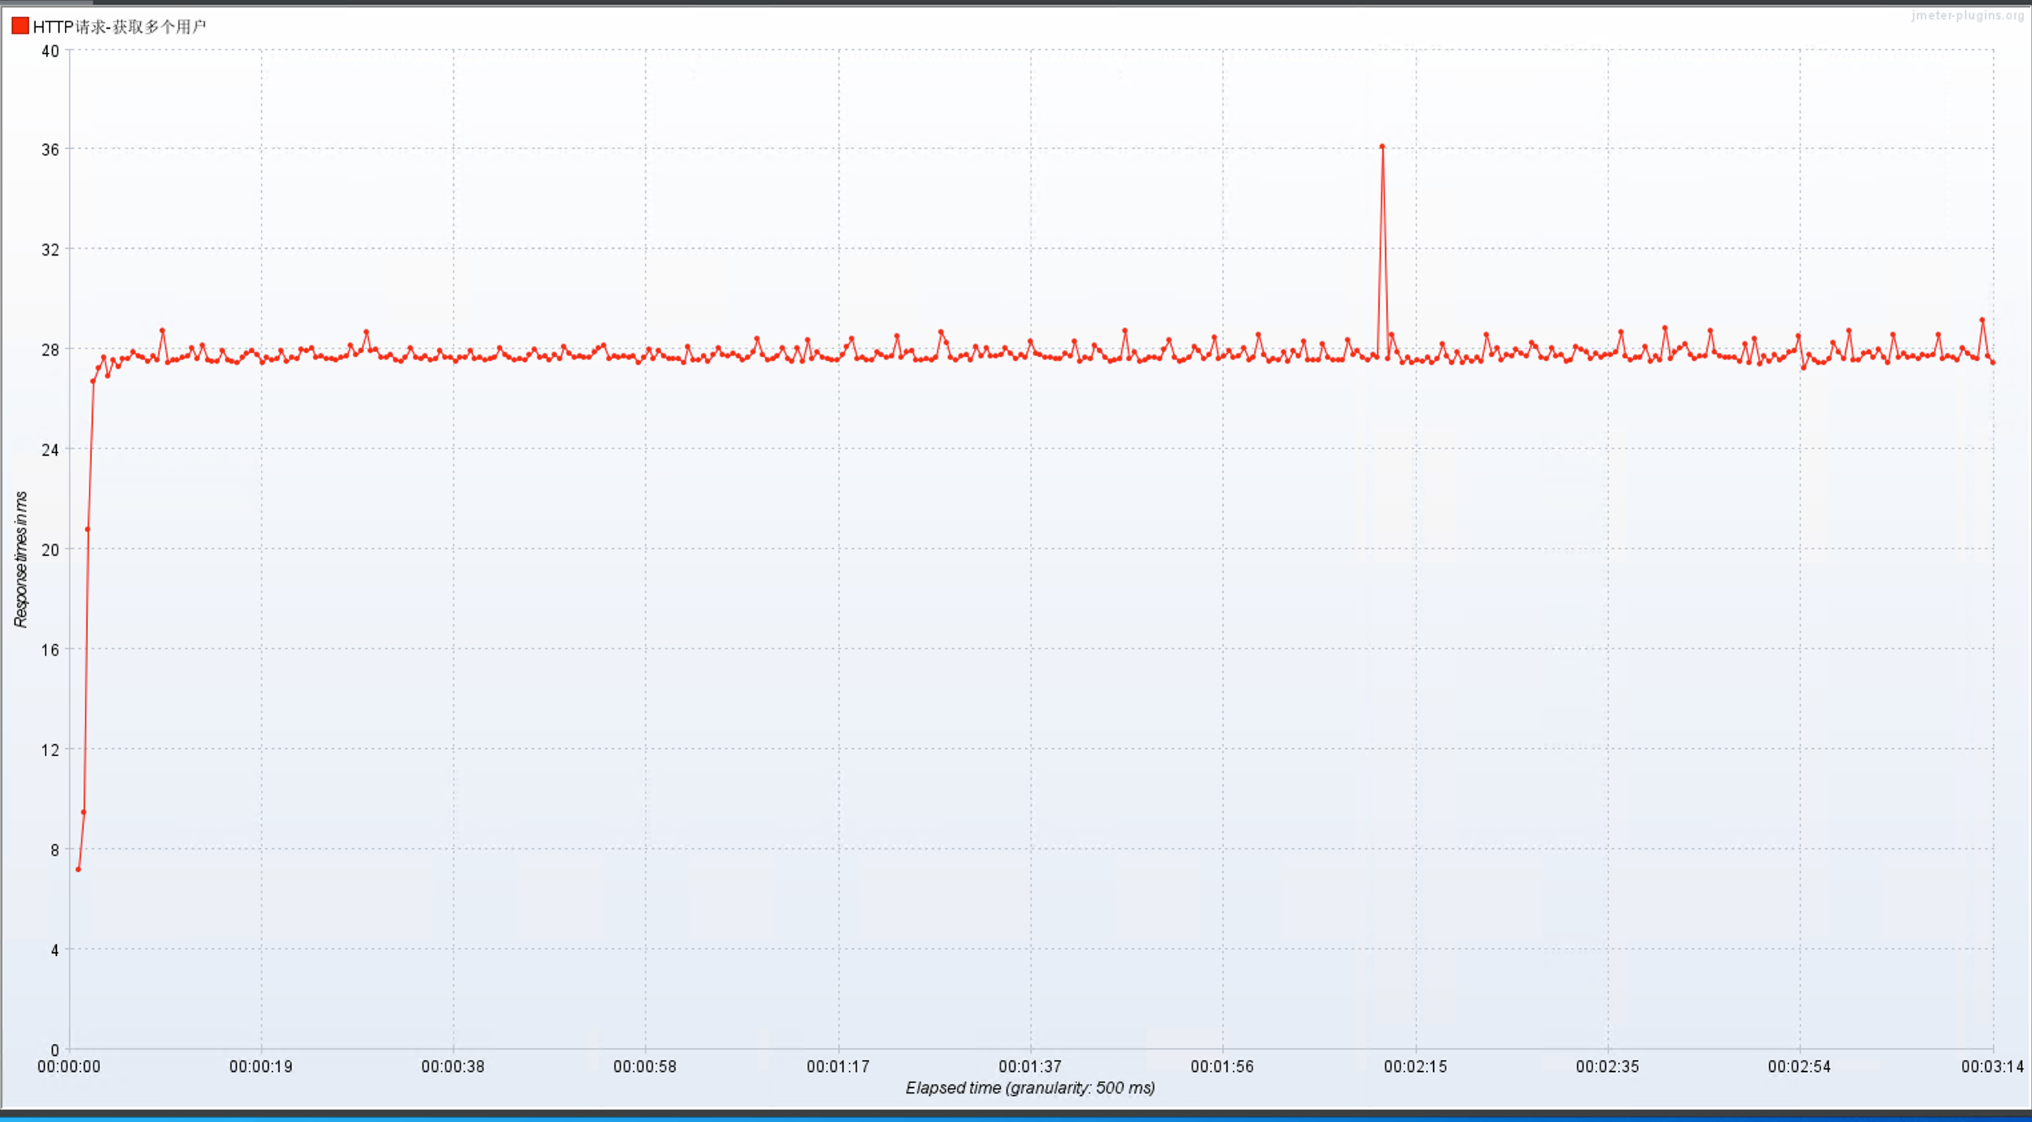 jmeter-plugins.org
HTTP请求-获取多个用户
40
36
32
28
24
20
16
12
8
4
0
Response times in ms
00:00:00 00:00:19 00:00:38 00:00:58 00:01:17 00:01:37 00:01:56 00:02:15 00:02:35 00:02:54 00:03:14
Elapsed time (granularity: 500 ms)